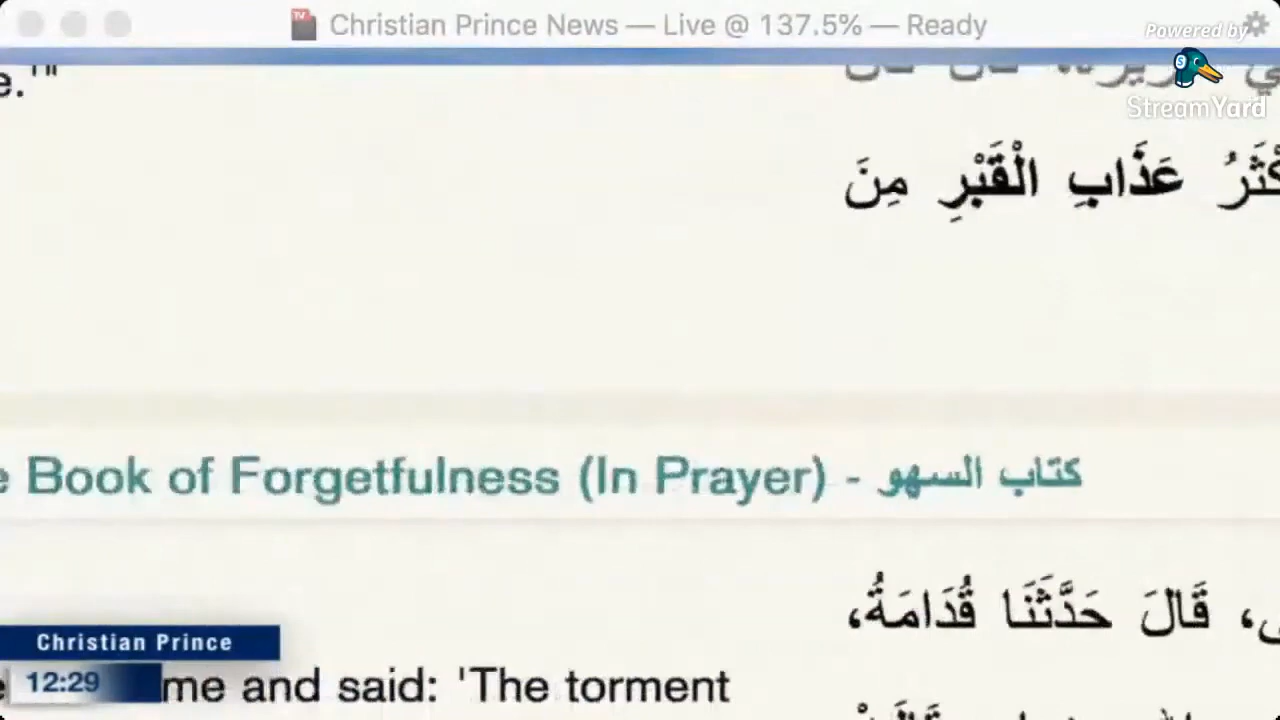 Christian Prince News — Live @ 137.5% — Ready
Powered by
StreamYard
e.'"
عَذَابِ الْقَبْرِ مِنَ
Book of Forgetfulness (In Prayer) - كتاب السهو
قَالَ حَدَّثَنَا قُدَامَةُ،
Christian Prince
12:29
me and said: 'The torment